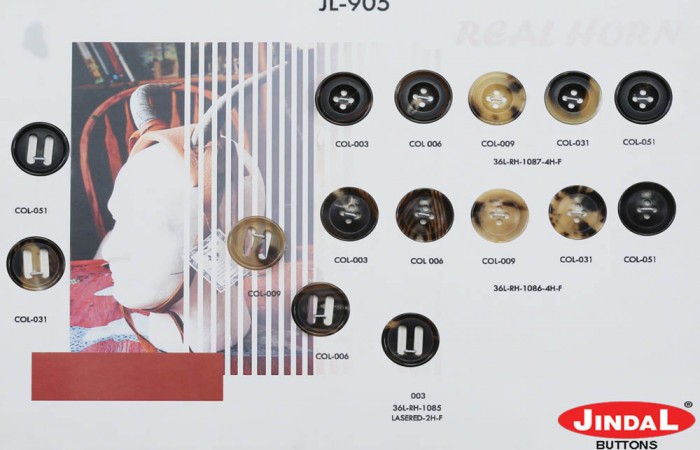 JL-905
REAL HORN
COL-003 COL 006 COL-009 COL-031 COL-051
36L-RH-1087-4H-F
COL-051
COL-003 COL 006 COL-009 COL-031 COL-051
36L-RH-1086-4H-F
COL-009
COL-031
COL-006
003
36L-RH-1085
LASERED-2H-F
JINDAL®
BUTTONS